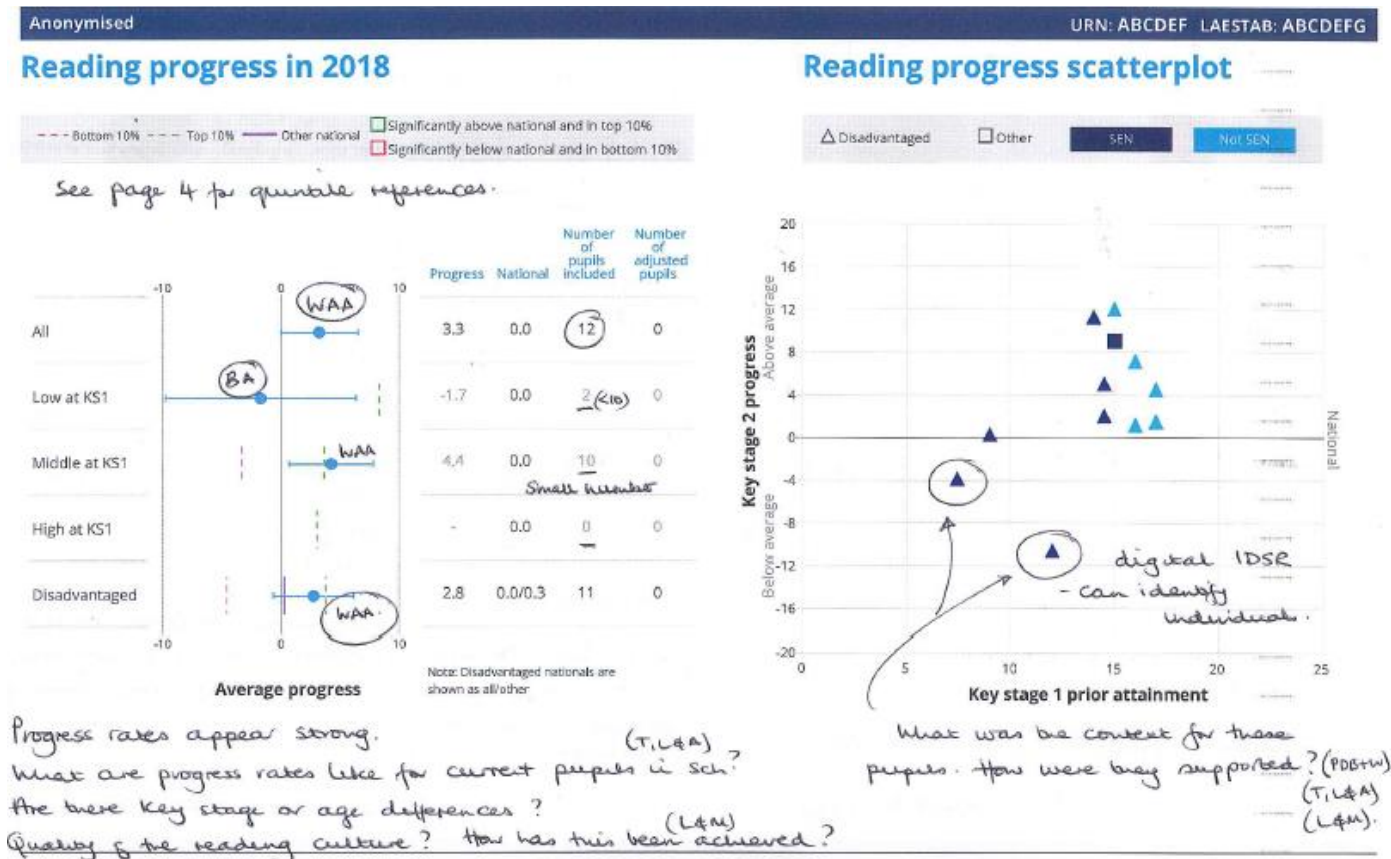 Anonymised
URN: ABCDEF LAESTAB: ABCDEFG
Reading progress in 2018
Bottom 10% Top 10% Other national
Significantly above national and in top 10%
Significantly below national and in bottom 10%
See page 4 for quintile references.
Progress National Number of pupils included Number of adjusted pupils
-10 0 10
WAA
All 3.3 0.0 12 0
BA
Low at KS1 -1.7 0.0 2 (<10) 0
WAA
Middle at KS1 4.4 0.0 10 0
Small number
High at KS1 - 0.0 0 0
Disadvantaged 2.8 0.0/0.3 11 0
WAA.
-10 0 10
Average progress
Note: Disadvantaged nationals are
shown as all/other
Progress rates appear strong.
(T,L&A)
What are progress rates like for current pupils in sch?
Are there key stage or age differences?
(L&M)
Quality of the reading culture? How has this been achieved?
Reading progress scatterplot
Disadvantaged Other SEN Not SEN
20
16
12
8
4
0
-4
-8
-12
-16
-20
Key stage 2 progress
Above average
Below average
National
digital IDSR
- can identify
individuals.
0 5 10 15 20 25
Key stage 1 prior attainment
What was the context for these
pupils. How were they supported? (PDB+W)
(T,L&A)
(L&M).